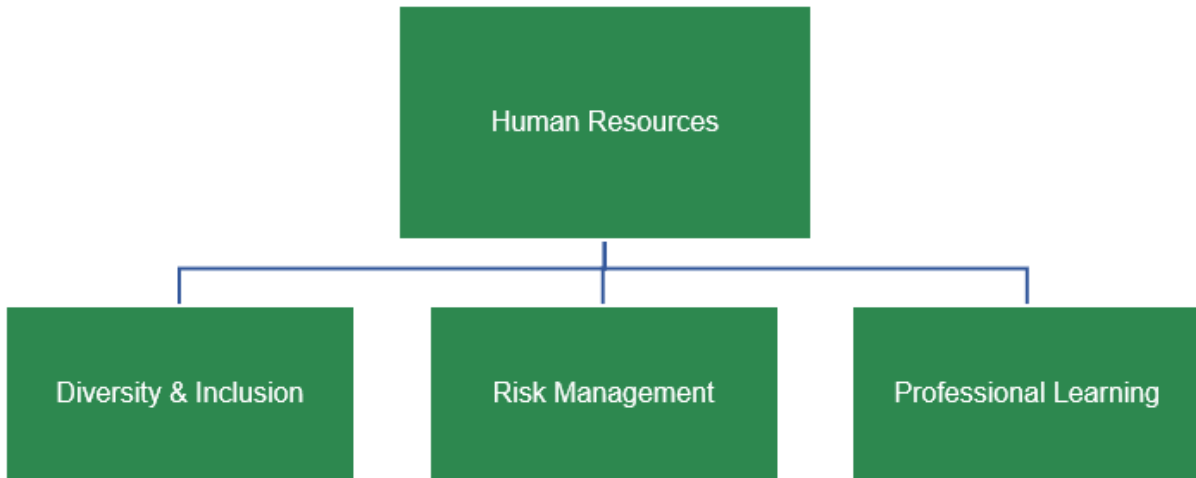 Human Resources
Diversity & Inclusion
Risk Management
Professional Learning